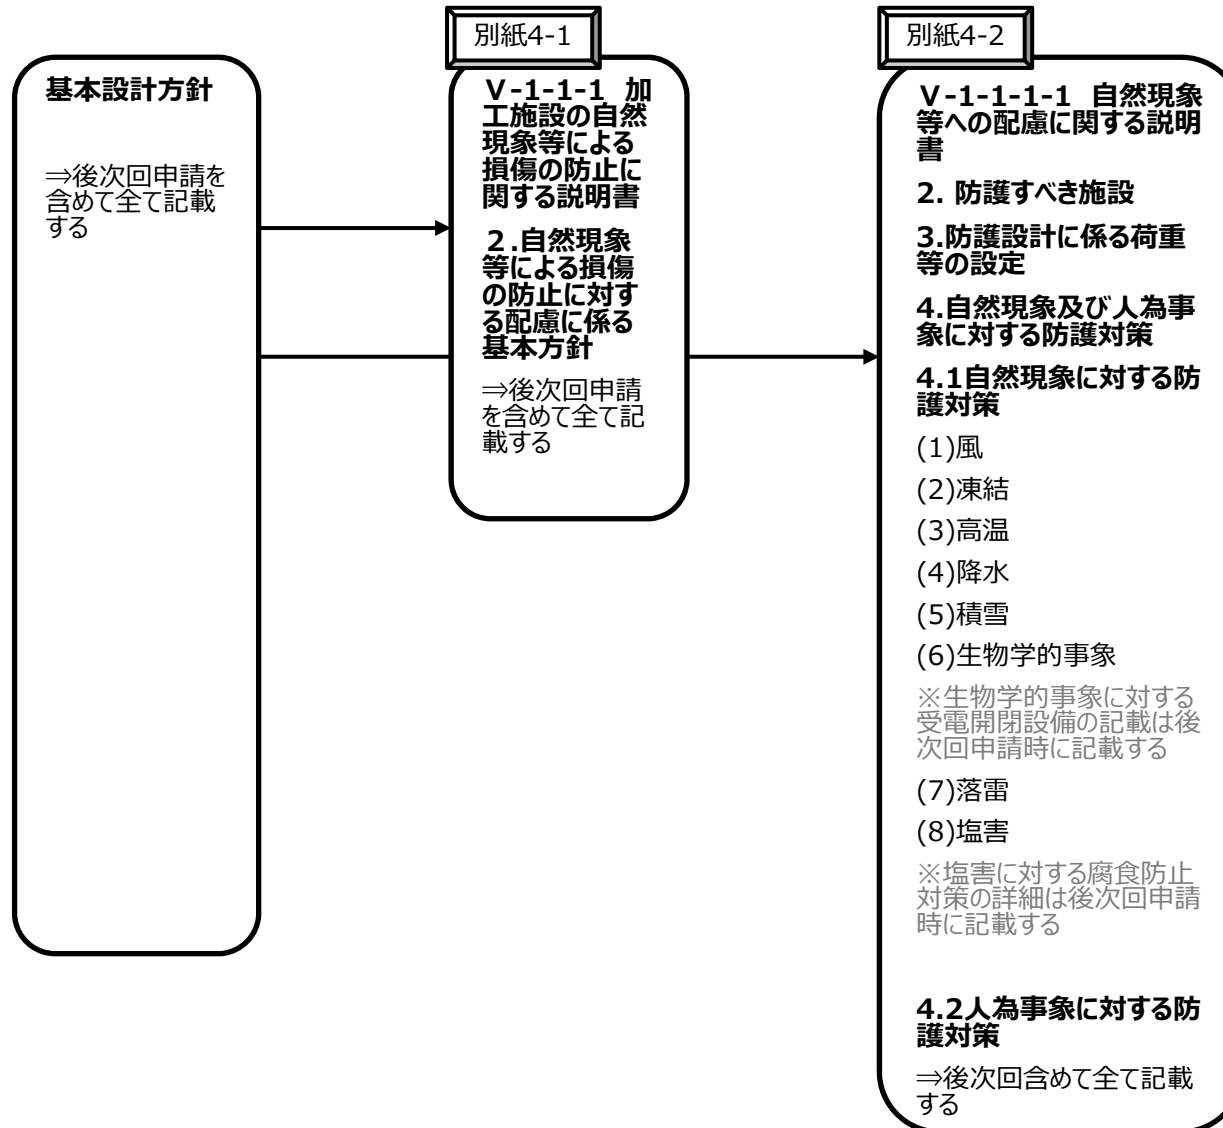 基本設計方針
⇒後次回申請を
含めて全て記載
する
別紙4-1
Ⅴ-1-1-1 加
工施設の自然
現象等による
損傷の防止に
関する説明書
２.自然現象
等による損傷
の防止に対す
る配慮に係る
基本方針
⇒後次回申請
を含めて全て記
載する
別紙4-2
Ⅴ-1-1-1-1 自然現象
等への配慮に関する説明
書
2. 防護すべき施設
3.防護設計に係る荷重
等の設定
4.自然現象及び人為事
象に対する防護対策
4.1自然現象に対する防
護対策
(1)風
(2)凍結
(3)高温
(4)降水
(5)積雪
(6)生物学的事象
※生物学的事象に対する
受電開閉設備の記載は後
次回申請時に記載する
(7)落雷
(8)塩害
※塩害に対する腐食防止
対策の詳細は後次回申請
時に記載する
4.2人為事象に対する防
護対策
⇒後次回含めて全て記載
する